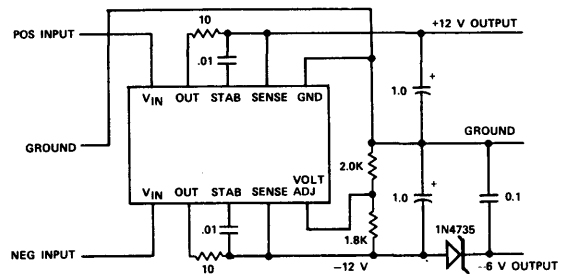 10
+12 V OUTPUT
POS INPUT
.01
1.0 +
VIN OUT STAB SENSE GND
GROUND
GROUND
2.0K
VOLT
VIN OUT STAB SENSE ADJ
1.0 +
0.1
.01
1.8K
1N4735
NEG INPUT
10
-12 V
--6 V OUTPUT